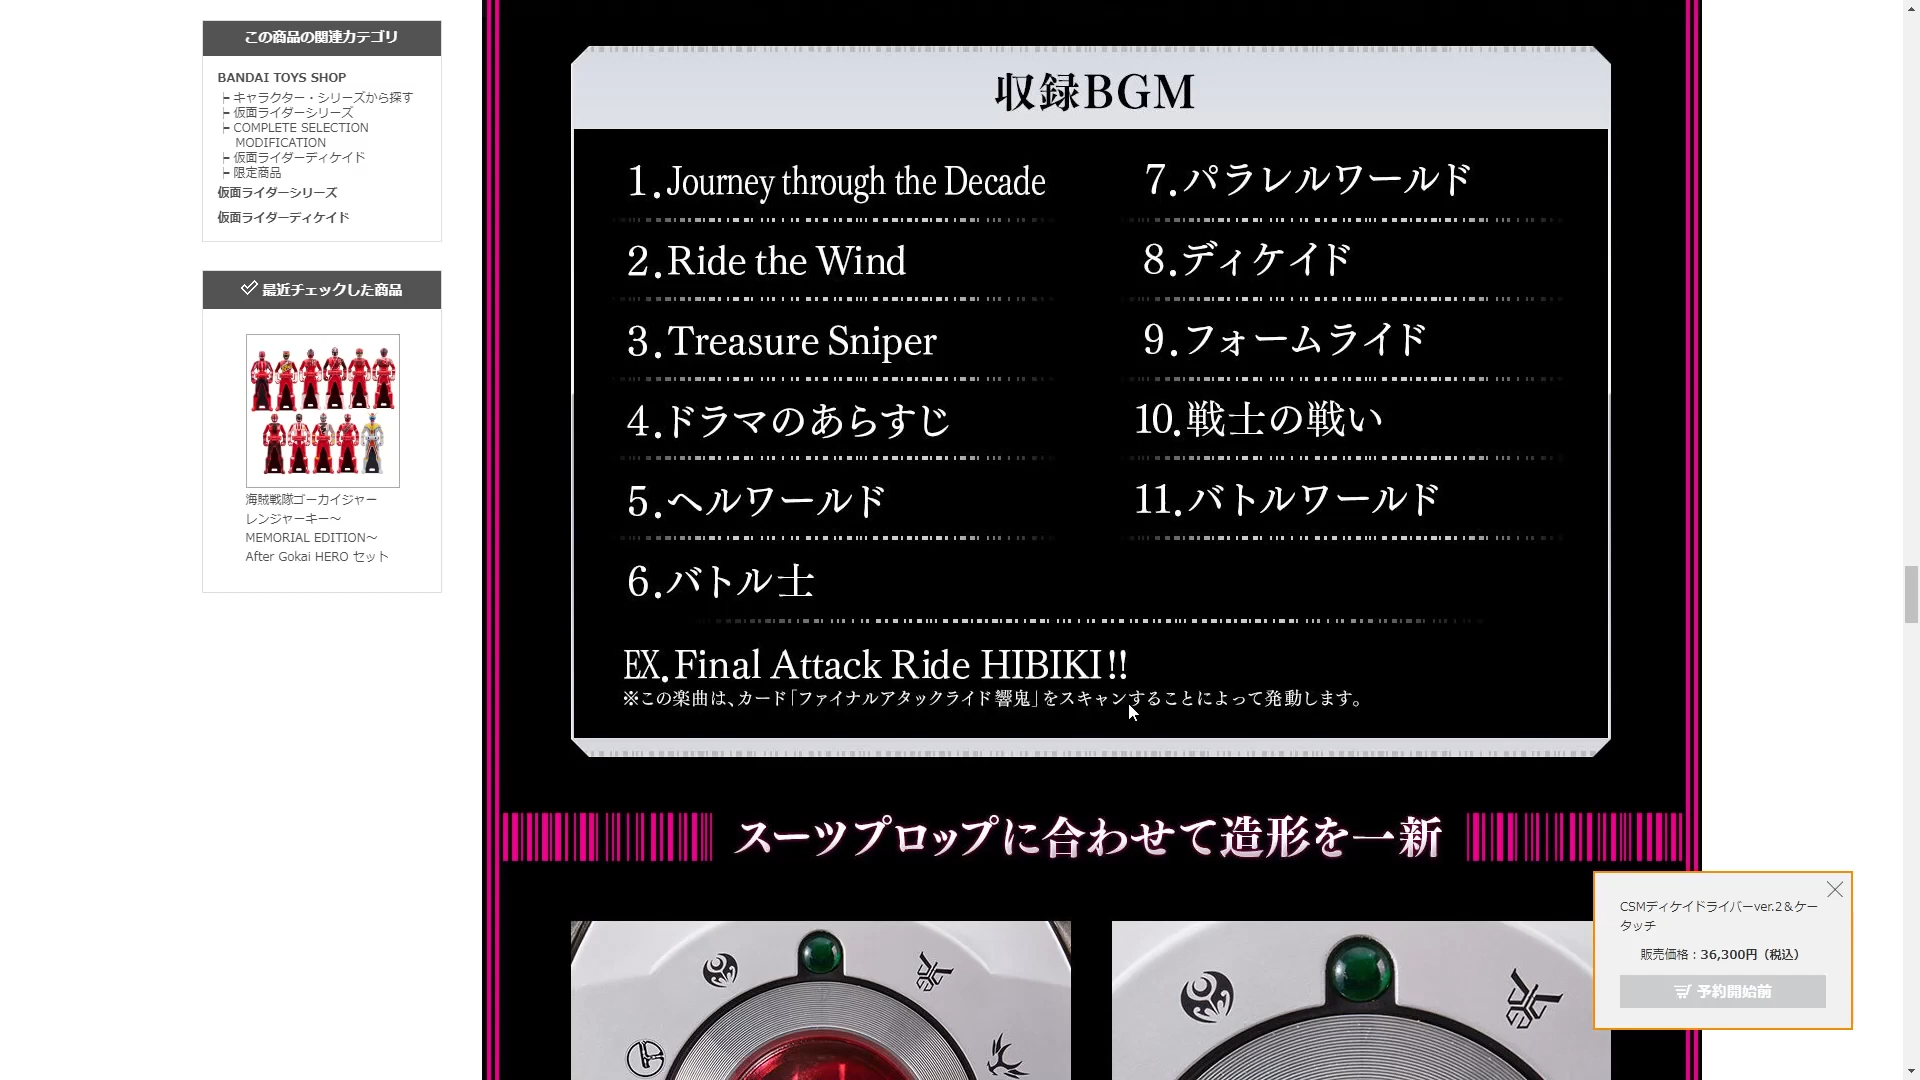 この商品の関連カテゴリ
BANDAI TOYS SHOP
キャラクター・シリーズから探す
仮面ライダーシリーズ
COMPLETE SELECTION
MODIFICATION
仮面ライダーディケイド
限定商品
仮面ライダーシリーズ
仮面ライダーディケイド
最近チェックした商品
海賊戦隊ゴーカイジャー
レンジャーキー～
MEMORIAL EDITION～
After Gokai HERO セット
収録BGM
1.Journey through the Decade
2.Ride the Wind
3.Treasure Sniper
4.ドラマのあらすじ
5.ヘルワールド
6.バトル士
7.パラレルワールド
8.ディケイド
9.フォームライド
10.戦士の戦い
11.バトルワールド
EX.Final Attack Ride HIBIKI!!
※この楽曲は、カード「ファイナルアタックライド 響鬼」をスキャンすることによって発動します。
スーツプロップに合わせて造形を一新
CSMディケイドライバーver.2＆ケー
タッチ
販売価格：36,300円（税込）
予約開始前